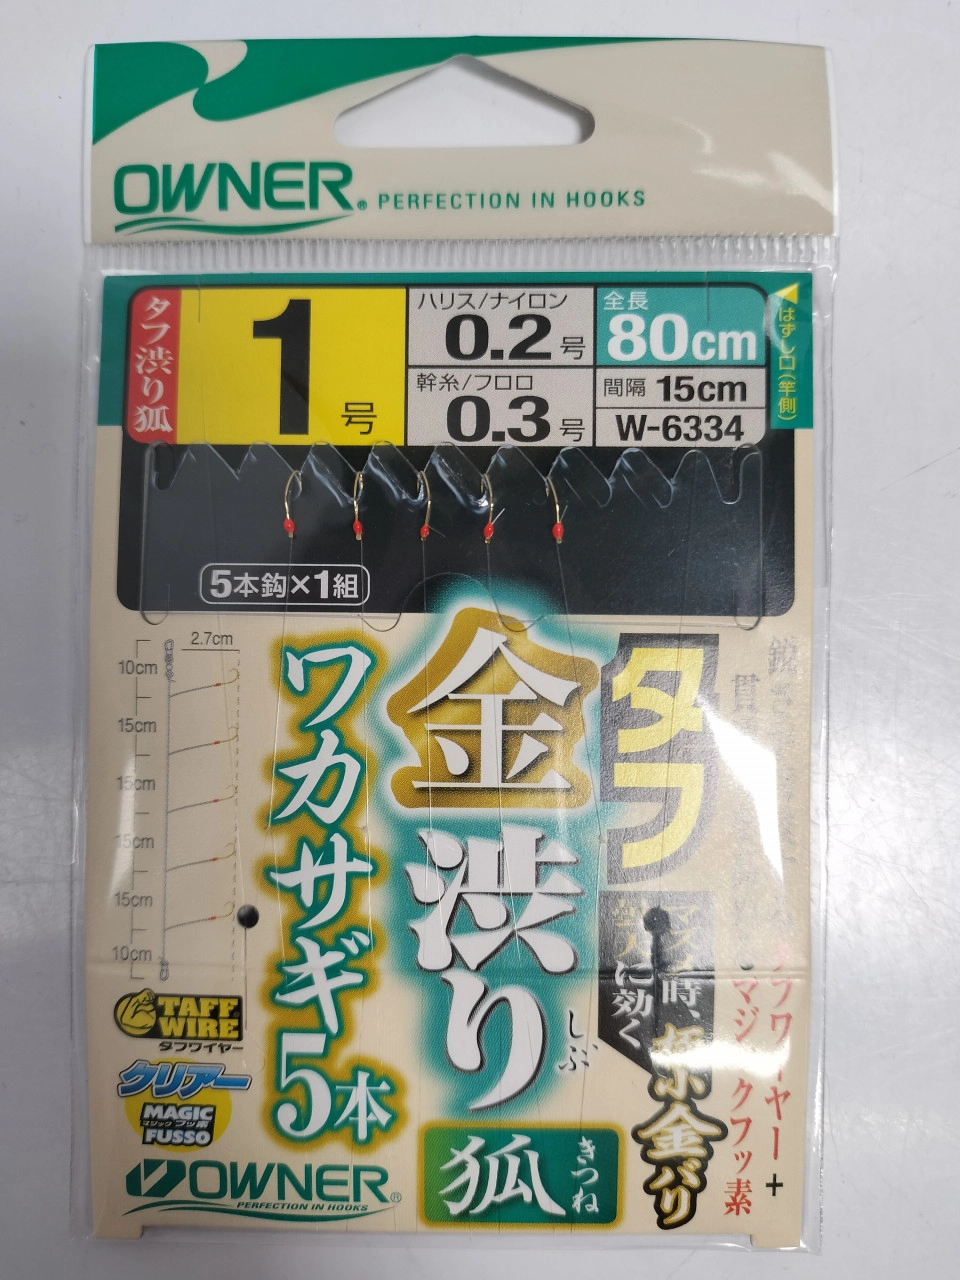 OWNER® PERFECTION IN HOOKS
タフ渋り狐
1号
ハリス/ナイロン
0.2号
幹糸/フロロ
0.3号
全長
80cm
間隔 15cm
W-6334
はずし口(竿側)
5本鈎×1組
2.7cm
10cm
15cm
15cm
15cm
15cm
10cm
タフ
金渋り
しぶ
狐
きつね
ワカサギ5本
時、極小金バリ
に効く
フッ素
TAFF
WIRE
タフワイヤー
クリアー
MAGIC
マジックフッ素
FUSSO
OWNER®
PERFECTION IN HOOKS